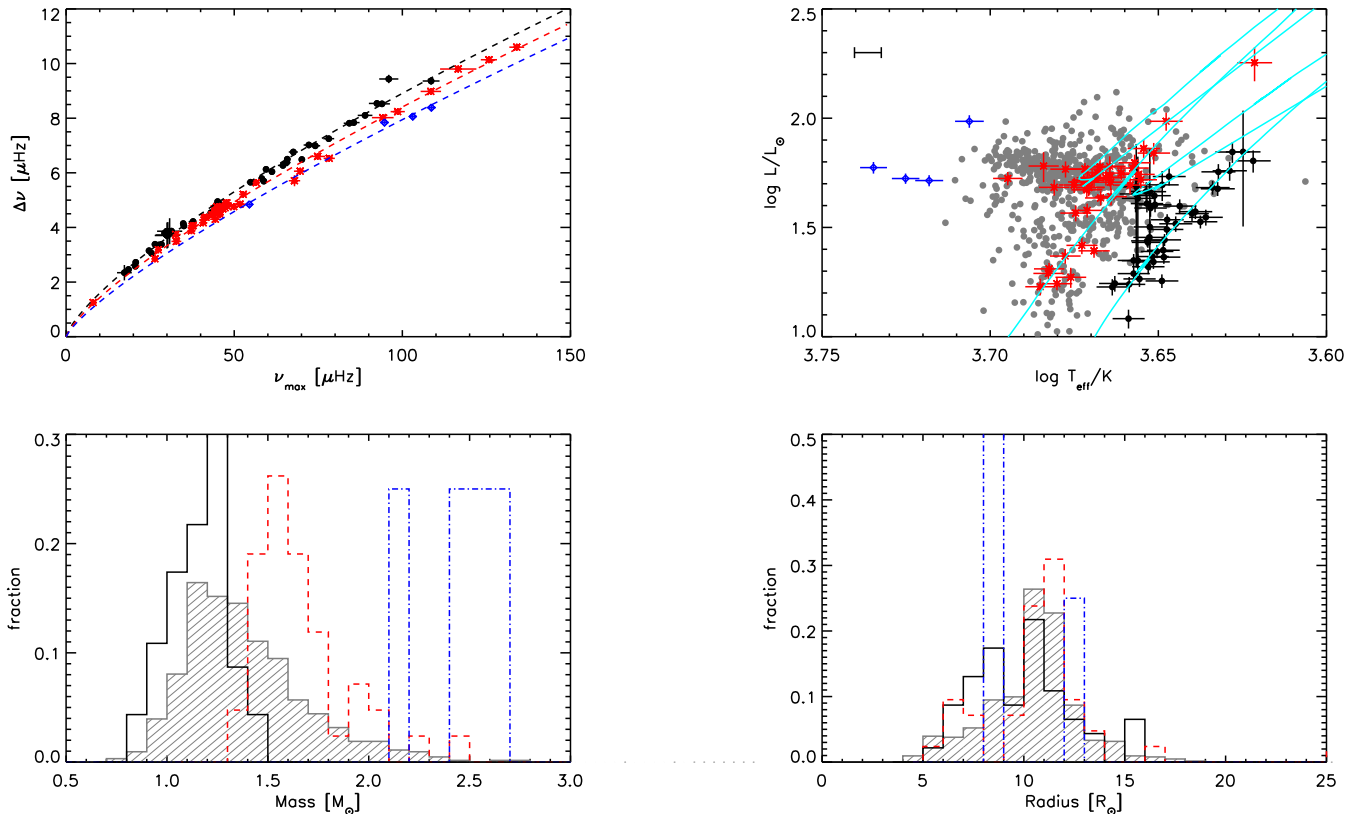 12
10
8
6
4
2
0
Δν [μHz]
0 50 100 150
ν_max [μHz]
2.5
2.0
1.5
1.0
log L/L⊙
3.75 3.70 3.65 3.60
log T_eff/K
0.3
0.2
0.1
0.0
fraction
0.5 1.0 1.5 2.0 2.5 3.0
Mass [M⊙]
0.5
0.4
0.3
0.2
0.1
0.0
fraction
0 5 10 15 20 25
Radius [R⊙]